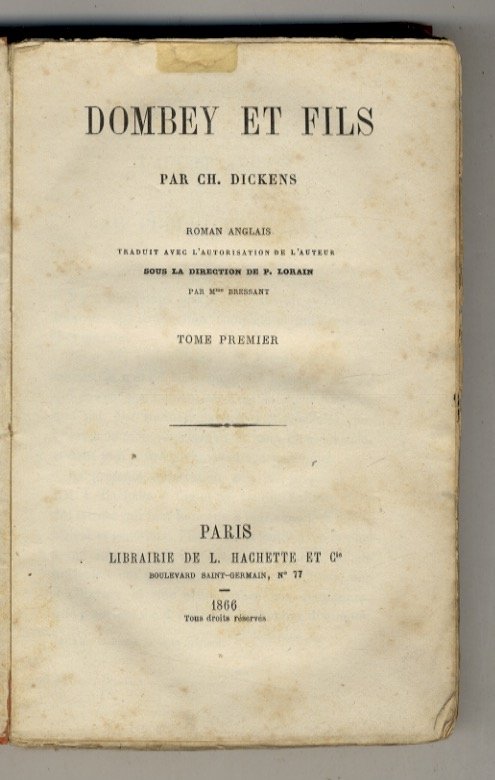 DOMBEY ET FILS
PAR CH. DICKENS
ROMAN ANGLAIS
TRADUIT AVEC L'AUTORISATION DE L'AUTEUR
SOUS LA DIRECTION DE P. LORAIN
PAR Mme BRESSANT
TOME PREMIER
PARIS
LIBRAIRIE DE L. HACHETTE ET Cie
BOULEVARD SAINT-GERMAIN, N° 77
1866
Tous droits réservés